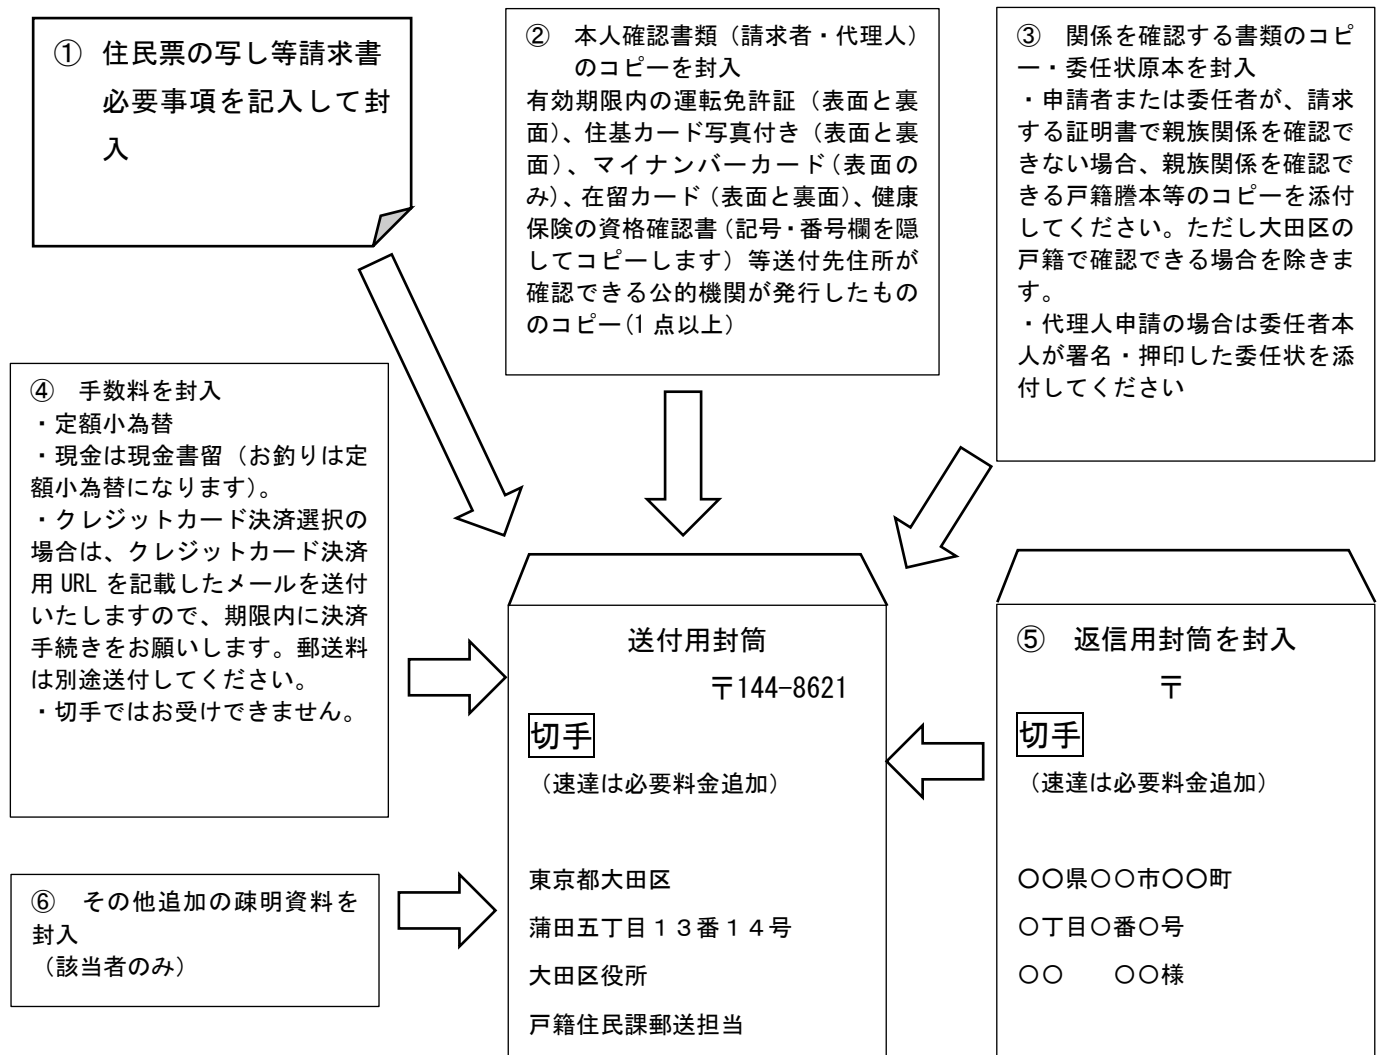 ① 住民票の写し等請求書
必要事項を記入して封
入
② 本人確認書類（請求者・代理人）
のコピーを封入
有効期限内の運転免許証（表面と裏
面）、住基カード写真付き（表面と裏
面）、マイナンバーカード（表面の
み）、在留カード（表面と裏面）、健康
保険の資格確認書（記号・番号欄を隠
してコピーします）等送付先住所が
確認できる公的機関が発行したもの
のコピー(1 点以上)
③ 関係を確認する書類のコピ
ー・委任状原本を封入
・申請者または委任者が、請求
する証明書で親族関係を確認で
きない場合、親族関係を確認で
きる戸籍謄本等のコピーを添付
してください。ただし大田区の
戸籍で確認できる場合を除きま
す。
・代理人申請の場合は委任者本
人が署名・押印した委任状を添
付してください
④ 手数料を封入
・定額小為替
・現金は現金書留（お釣りは定
額小為替になります）。
・クレジットカード決済選択の
場合は、クレジットカード決済
用 URL を記載したメールを送付
いたしますので、期限内に決済
手続きをお願いします。郵送料
は別途送付してください。
・切手ではお受けできません。
送付用封筒
〒144-8621
切手
（速達は必要料金追加）
東京都大田区
蒲田五丁目１３番１４号
大田区役所
戸籍住民課郵送担当
⑤ 返信用封筒を封入
〒
切手
（速達は必要料金追加）
〇〇県〇〇市〇〇町
〇丁目〇番〇号
〇〇 〇〇様
⑥ その他追加の疎明資料を
封入
（該当者のみ）